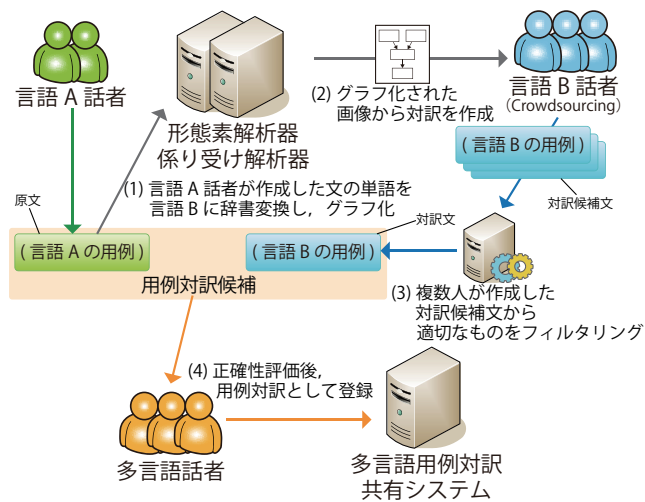 言語 A 話者
形態素解析器
係り受け解析器
(2) グラフ化された
画像から対訳を作成
言語 B 話者
(Crowdsourcing)
( 言語 B の用例 )
対訳候補文
(1) 言語 A 話者が作成した文の単語を
言語 B に辞書変換し， グラフ化
原文
( 言語 A の用例 )
対訳文
( 言語 B の用例 )
用例対訳候補
(3) 複数人が作成した
対訳候補文から
適切なものをフィルタリング
(4) 正確性評価後，
用例対訳として登録
多言語話者
多言語用例対訳
共有システム